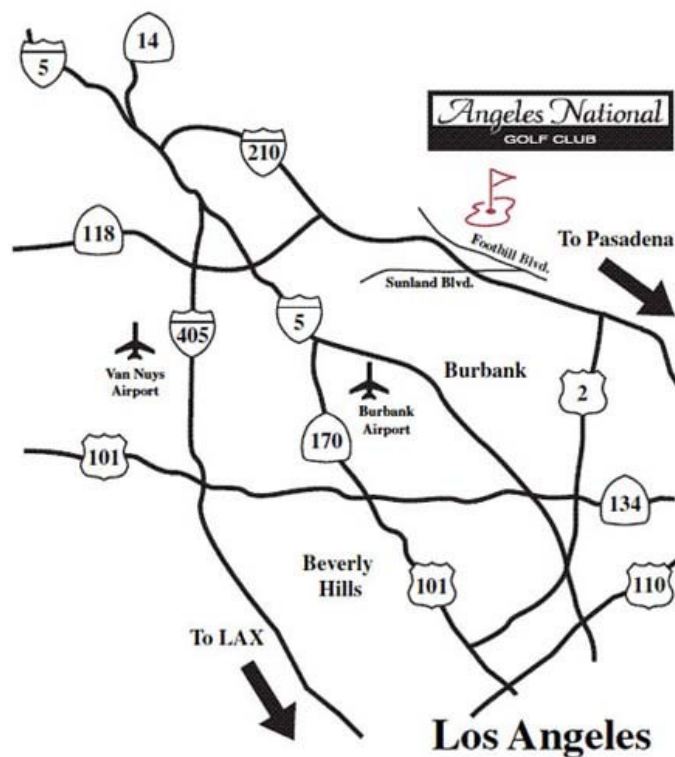 14
5
Angeles National
GOLF CLUB
210
118
Foothill Blvd.
To Pasadena
Sunland Blvd.
405
5
Van Nuys
Airport
Burbank
2
Burbank
Airport
170
101
134
Beverly
Hills
101
110
To LAX
Los Angeles